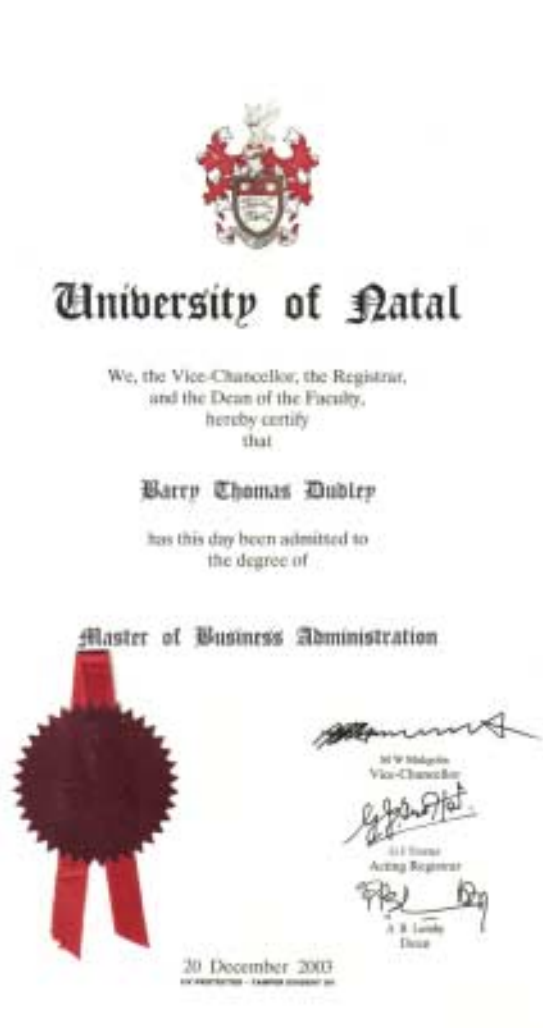 University of Natal
We, the Vice-Chancellor, the Registrar,
and the Dean of the Faculty,
hereby certify
that
Barry Thomas Dudley
has this day been admitted to
the degree of
Master of Business Administration
M W
Vice-Chancellor
Acting Registrar
Dean
20 December 2003